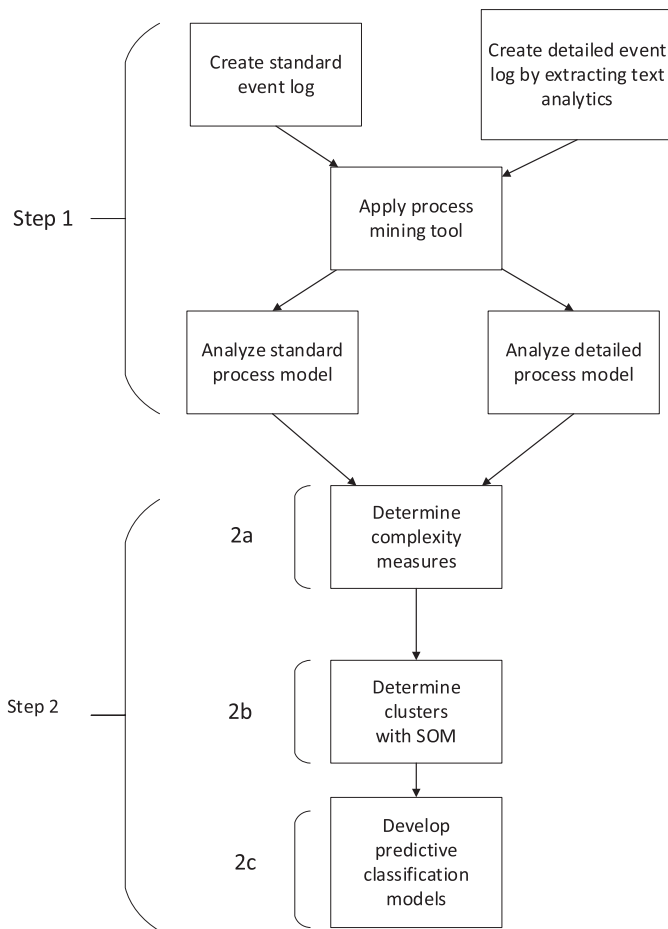 Create standard
event log
Create detailed event
log by extracting text
analytics
Step 1
Apply process
mining tool
Analyze standard
process model
Analyze detailed
process model
Step 2
2a
Determine
complexity
measures
2b
Determine
clusters
with SOM
2c
Develop
predictive
classification
models